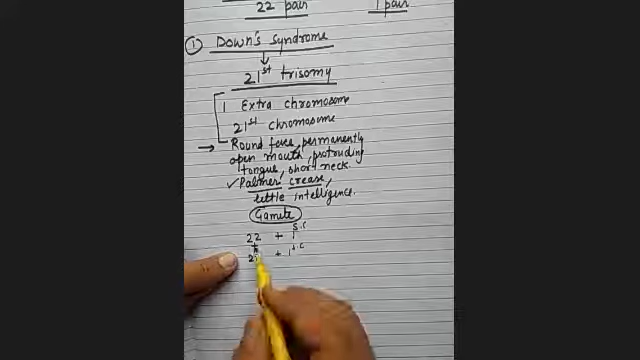 22 pair 1 pair
① Down's Syndrome
↓
21st trisomy
1 Extra chromosome
21st chromosome
→ Round face, permanently
open mouth, protruding
tongue, short neck.
✓ Palmer crease,
little intelligence.
Gamete
S.C
22 + 1
+ 1 S.C